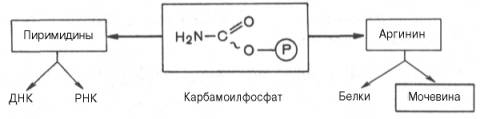 Пиримидины
H₂N–C
O
O
P
Аргинин
ДНК
РНК
Карбамоилфосфат
Белки
Мочевина